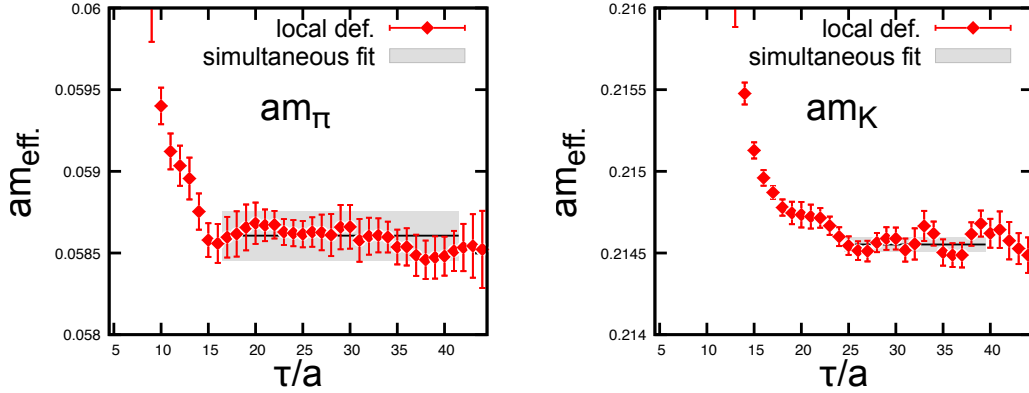 0.06
local def.
simultaneous fit
0.0595
am_π
am_eff.
0.059
0.0585
0.058
5 10 15 20 25 30 35 40
τ/a
0.216
local def.
simultaneous fit
0.2155
am_K
am_eff.
0.215
0.2145
0.214
5 10 15 20 25 30 35 40
τ/a